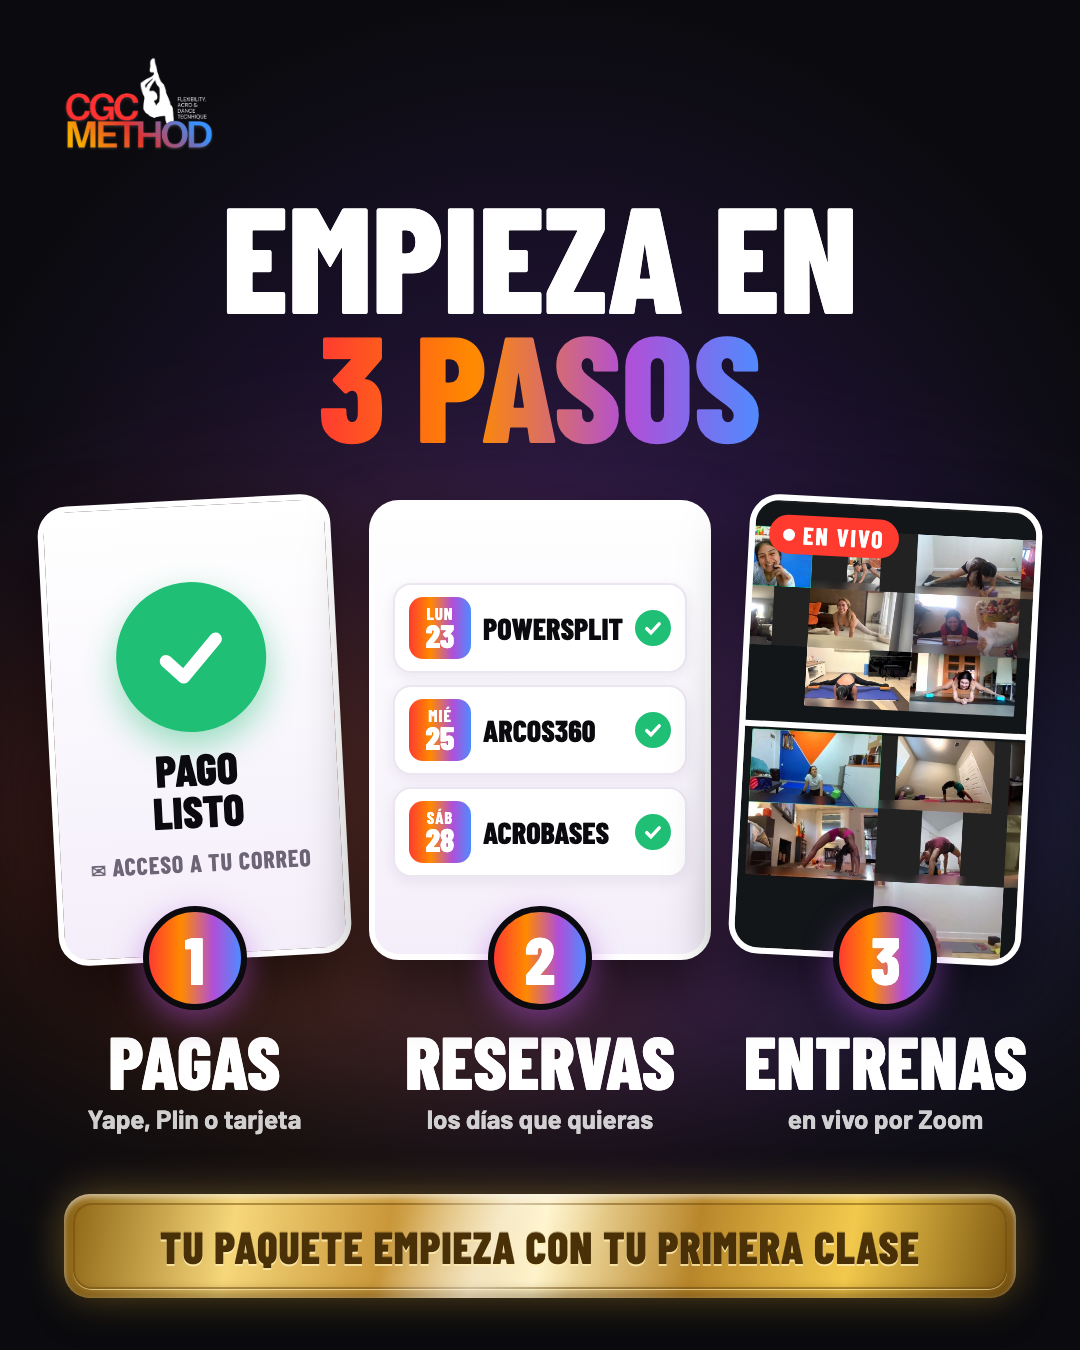 CGC
METHOD
FLEXIBILITY,
ACRO &
DANCE
TECNHIQUE
EMPIEZA EN
3 PASOS
PAGO
LISTO
✉ ACCESO A TU CORREO
1
PAGAS
Yape, Plin o tarjeta
LUN
23
POWERSPLIT
MIÉ
25
ARCOS360
SÁB
28
ACROBASES
2
RESERVAS
los días que quieras
EN VIVO
3
ENTRENAS
en vivo por Zoom
TU PAQUETE EMPIEZA CON TU PRIMERA CLASE